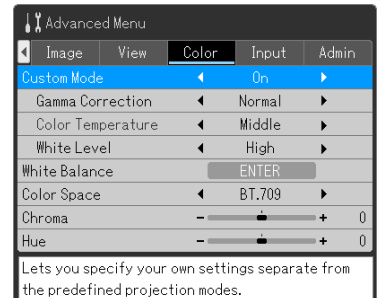 Advanced Menu
Image View Color Input Admin
Custom Mode On
Gamma Correction Normal
Color Temperature Middle
White Level High
White Balance ENTER
Color Space BT.709
Chroma - + 0
Hue - + 0
Lets you specify your own settings separate from
the predefined projection modes.